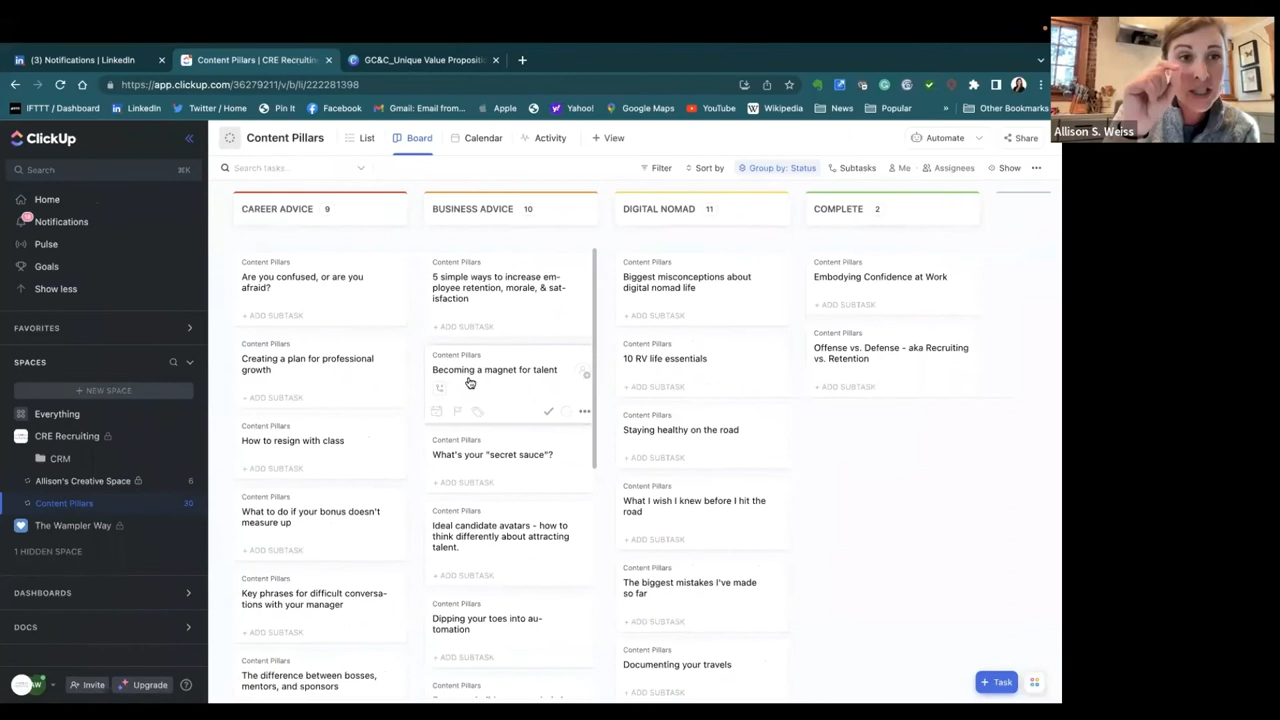 (3) Notifications | LinkedIn
Content Pillars | CRE Recruiting
GC&C_Unique Value Propositi
https://app.clickup.com/36279211/v/b/li/222281398
IFTTT / Dashboard
LinkedIn
Twitter / Home
Pin It
Facebook
Gmail: Email from...
Apple
Yahoo!
Google Maps
YouTube
Wikipedia
News
Popular
Other Bookmarks
Allison S. Weiss
ClickUp
Search
⌘K
Home
Notifications
Pulse
Goals
Show less
FAVORITES
SPACES
+ NEW SPACE
Everything
CRE Recruiting
CRM
Allison's Creative Space 6
Content Pillars 30
The Wampler Way
1 HIDDEN SPACE
DASHBOARDS
DOCS
AW
Invite
Upgrade
Content Pillars
List
Board
Calendar
Activity
+ View
Automate
Share
Search tasks...
Filter
Sort by
Group by: Status
Subtasks
Me
Assignees
Show
CAREER ADVICE 9
Content Pillars
Are you confused, or are you
afraid?
+ ADD SUBTASK
Content Pillars
Creating a plan for professional
growth
+ ADD SUBTASK
Content Pillars
How to resign with class
+ ADD SUBTASK
Content Pillars
What to do if your bonus doesn't
measure up
+ ADD SUBTASK
Content Pillars
Key phrases for difficult conversa-
tions with your manager
+ ADD SUBTASK
Content Pillars
The difference between bosses,
mentors, and sponsors
BUSINESS ADVICE 10
Content Pillars
5 simple ways to increase em-
ployee retention, morale, & sat-
isfaction
+ ADD SUBTASK
Content Pillars
Becoming a magnet for talent
Content Pillars
What's your "secret sauce"?
+ ADD SUBTASK
Content Pillars
Ideal candidate avatars - how to
think differently about attracting
talent.
+ ADD SUBTASK
Content Pillars
Dipping your toes into au-
tomation
+ ADD SUBTASK
Content Pillars
DIGITAL NOMAD 11
Content Pillars
Biggest misconceptions about
digital nomad life
+ ADD SUBTASK
Content Pillars
10 RV life essentials
+ ADD SUBTASK
Content Pillars
Staying healthy on the road
+ ADD SUBTASK
Content Pillars
What I wish I knew before I hit the
road
+ ADD SUBTASK
Content Pillars
The biggest mistakes I've made
so far
+ ADD SUBTASK
Content Pillars
Documenting your travels
+ ADD SUBTASK
COMPLETE 2
Content Pillars
Embodying Confidence at Work
+ ADD SUBTASK
Content Pillars
Offense vs. Defense - aka Recruiting
vs. Retention
+ ADD SUBTASK
+ Task